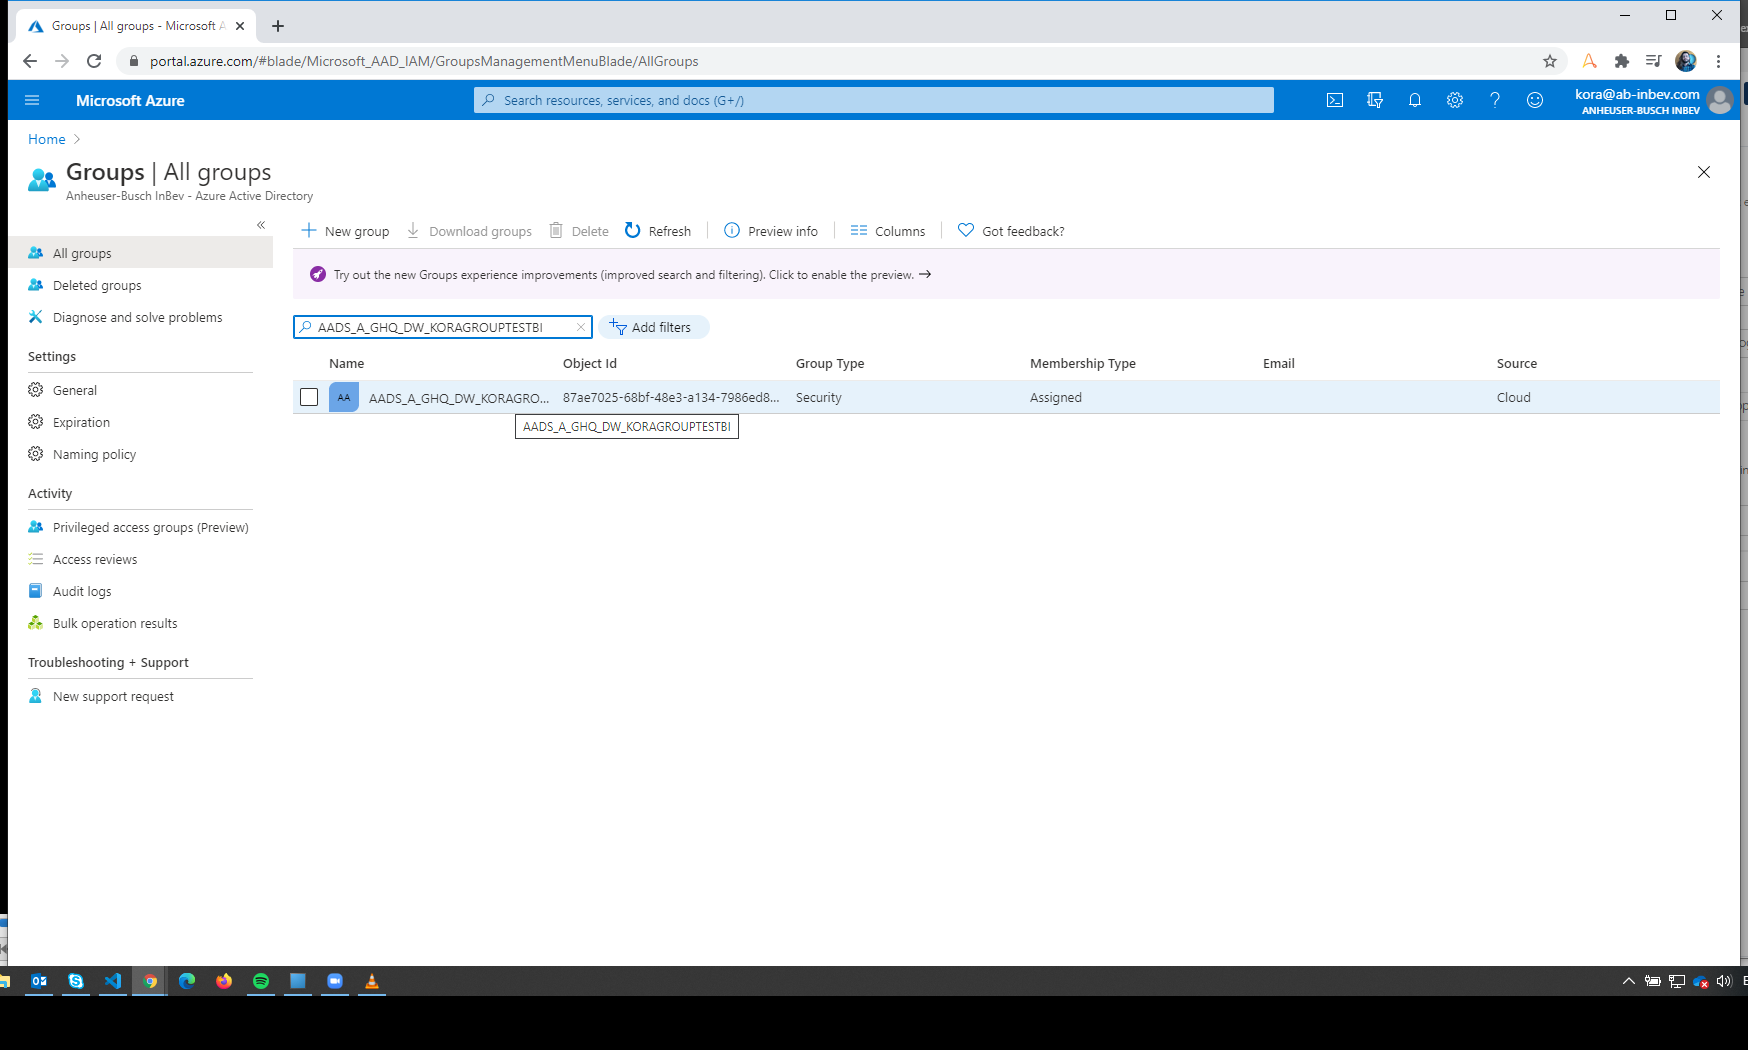 Groups | All groups - Microsoft A
portal.azure.com/#blade/Microsoft_AAD_IAM/GroupsManagementMenuBlade/AllGroups
Microsoft Azure
Search resources, services, and docs (G+/)
kora@ab-inbev.com
ANHEUSER-BUSCH INBEV
Home
Groups | All groups
Anheuser-Busch InBev - Azure Active Directory
New group
Download groups
Delete
Refresh
Preview info
Columns
Got feedback?
All groups
Deleted groups
Diagnose and solve problems
Settings
General
Expiration
Naming policy
Activity
Privileged access groups (Preview)
Access reviews
Audit logs
Bulk operation results
Troubleshooting + Support
New support request
Try out the new Groups experience improvements (improved search and filtering). Click to enable the preview. →
AADS_A_GHQ_DW_KORAGROUPTESTBI
Add filters
Name Object Id Group Type Membership Type Email Source
AA AADS_A_GHQ_DW_KORAGRO... 87ae7025-68bf-48e3-a134-7986ed8... Security Assigned Cloud
AADS_A_GHQ_DW_KORAGROUPTESTBI